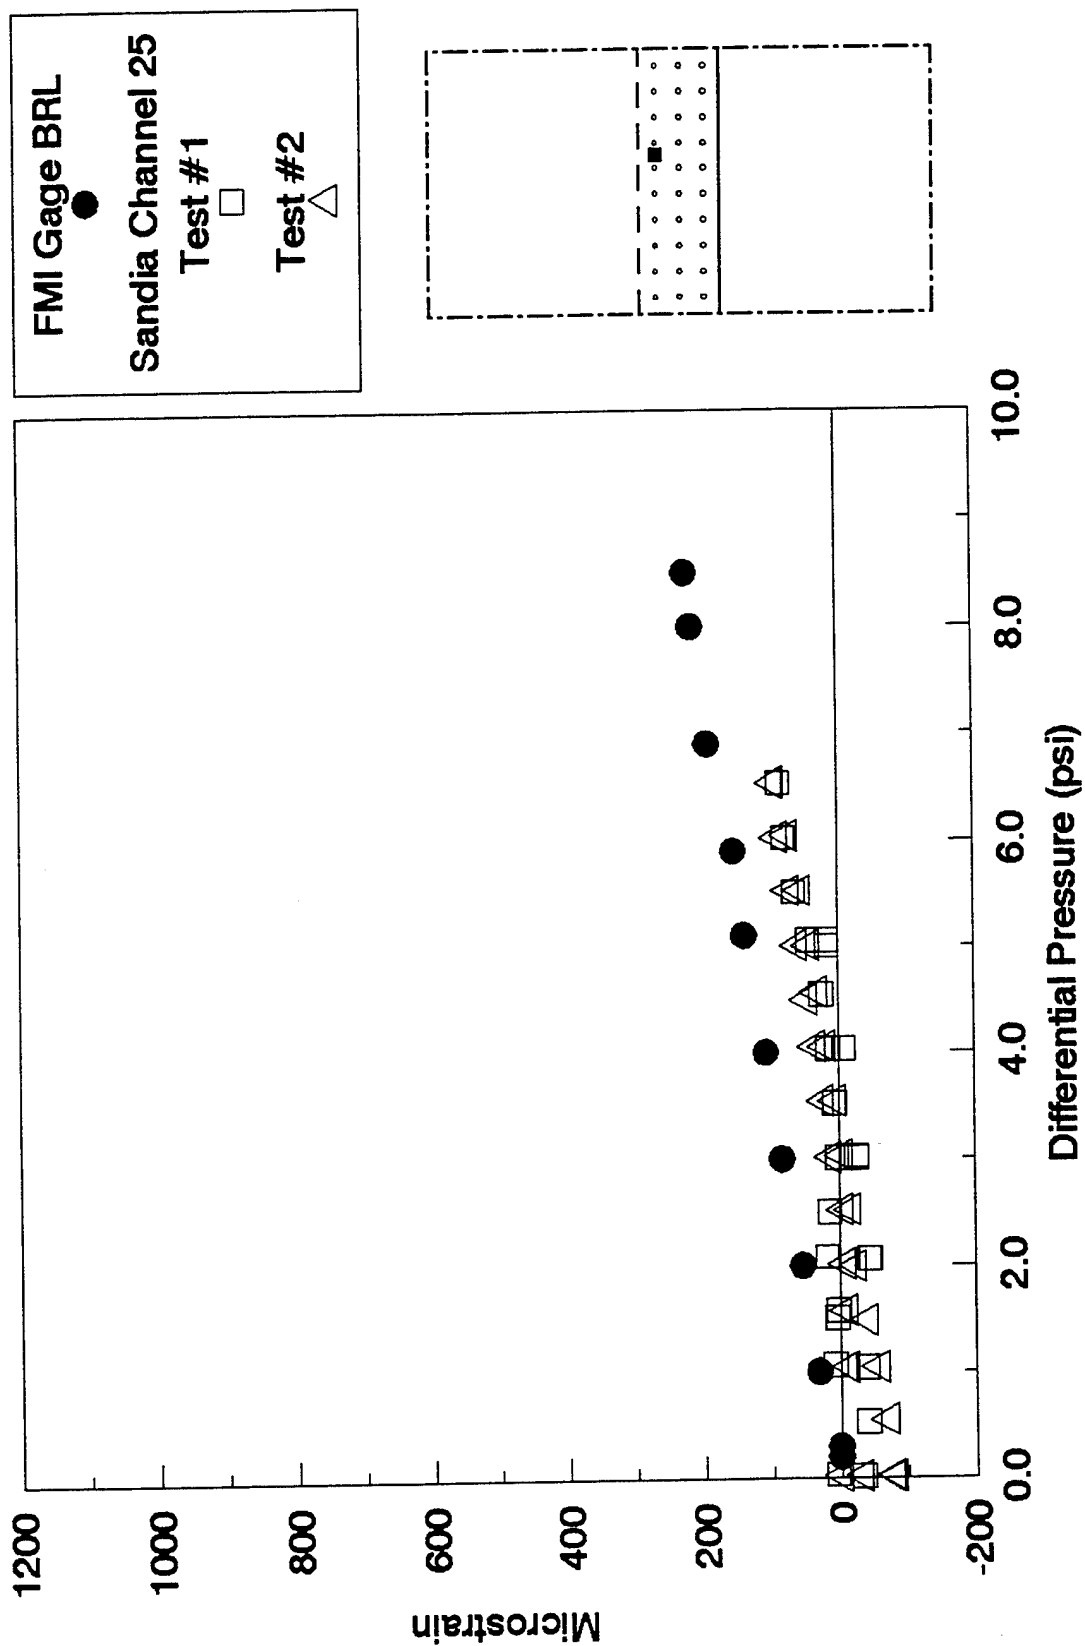 FMI Gage BRL
Sandia Channel 25
Test #1
Test #2
Microstrain
1200
1000
800
600
400
200
0
-200
0.0
2.0
4.0
6.0
8.0
10.0
Differential Pressure (psi)